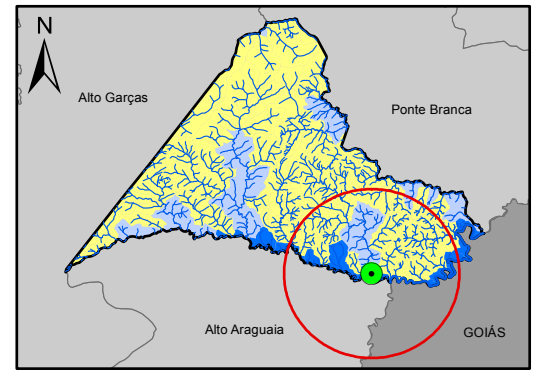 N
Alto Garças
Ponte Branca
Alto Araguaia
GOIÁS